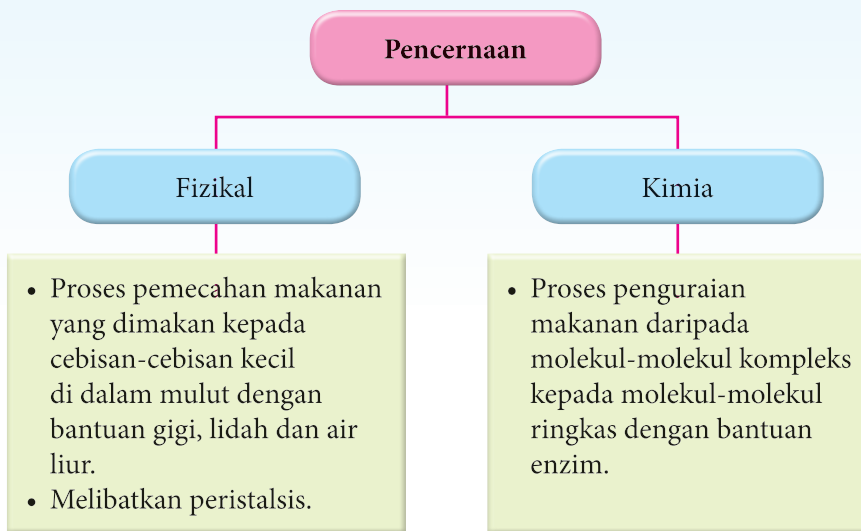 Pencernaan
Fizikal
Kimia
• Proses pemecahan makanan
yang dimakan kepada
cebisan-cebisan kecil
di dalam mulut dengan
bantuan gigi, lidah dan air
liur.
• Melibatkan peristalsis.
• Proses penguraian
makanan daripada
molekul-molekul kompleks
kepada molekul-molekul
ringkas dengan bantuan
enzim.